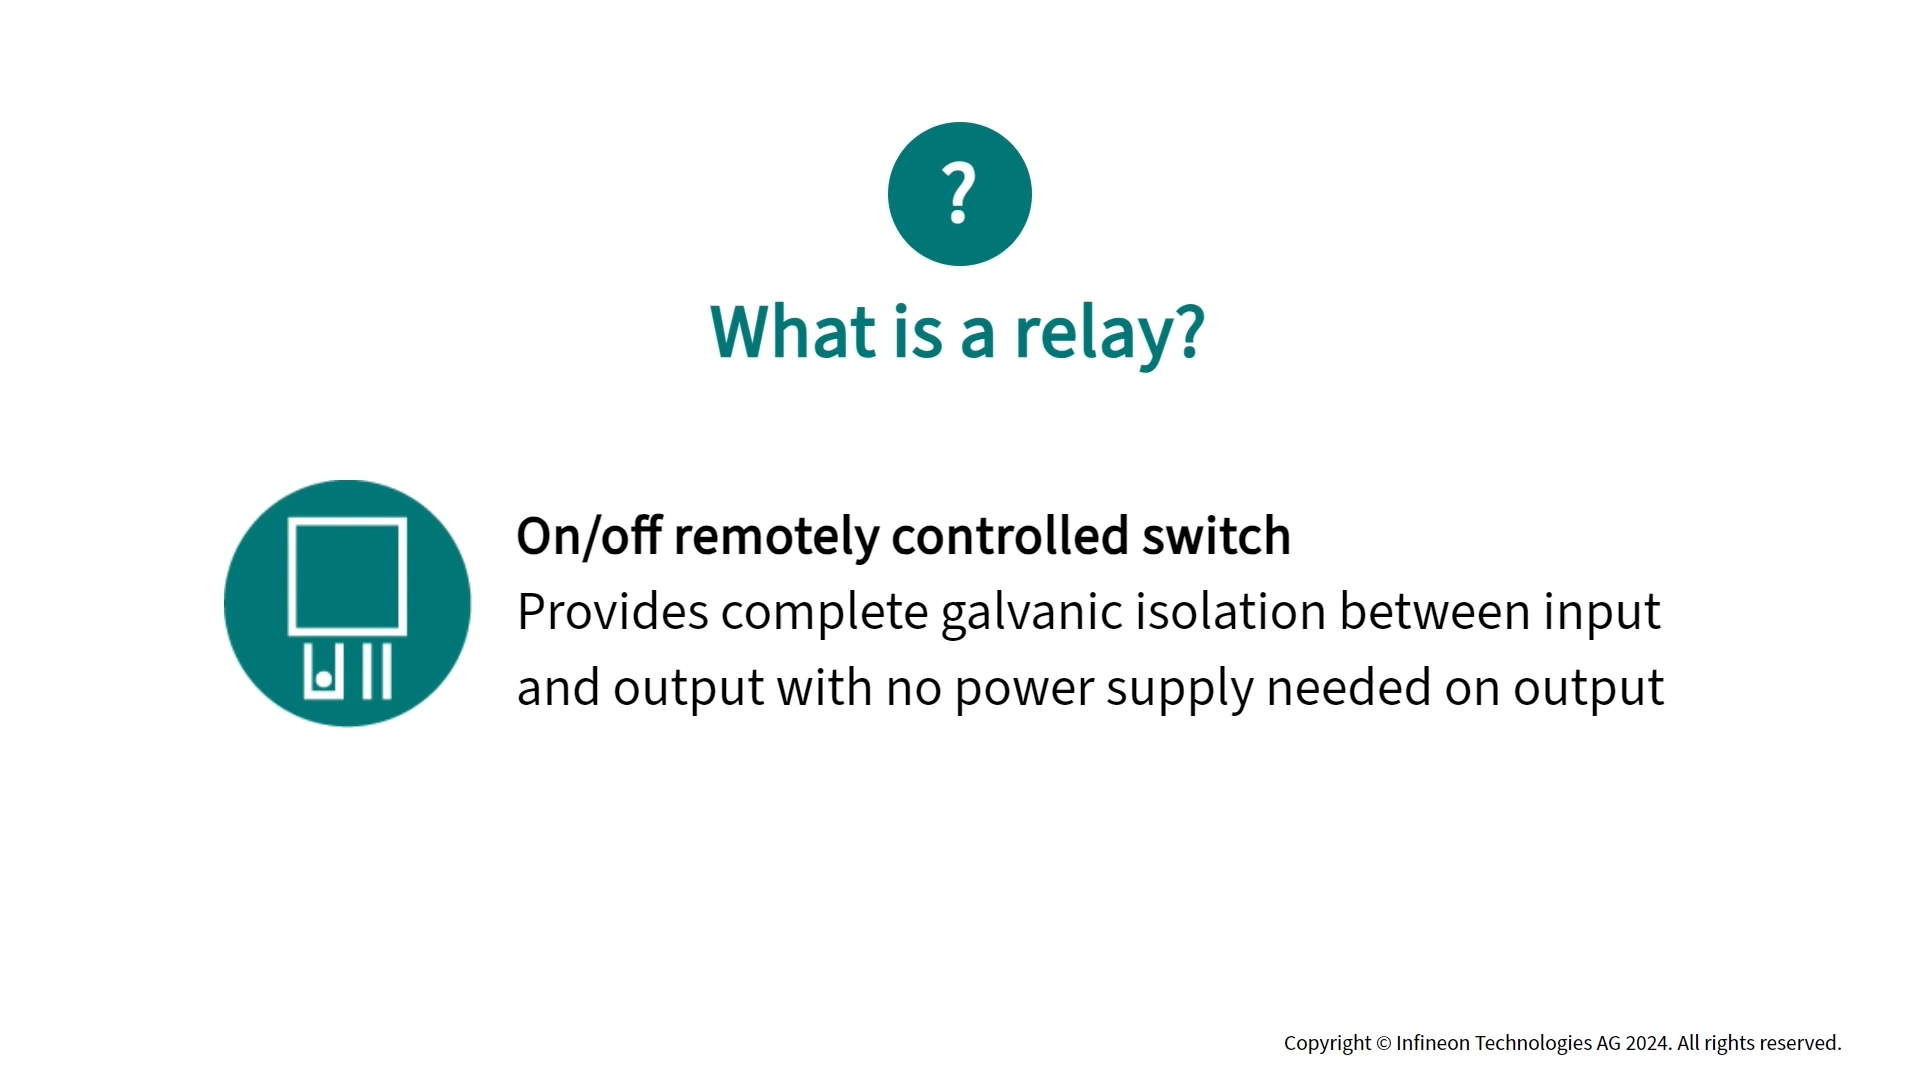 ?
What is a relay?
On/off remotely controlled switch
Provides complete galvanic isolation between input
and output with no power supply needed on output
Copyright © Infineon Technologies AG 2024. All rights reserved.